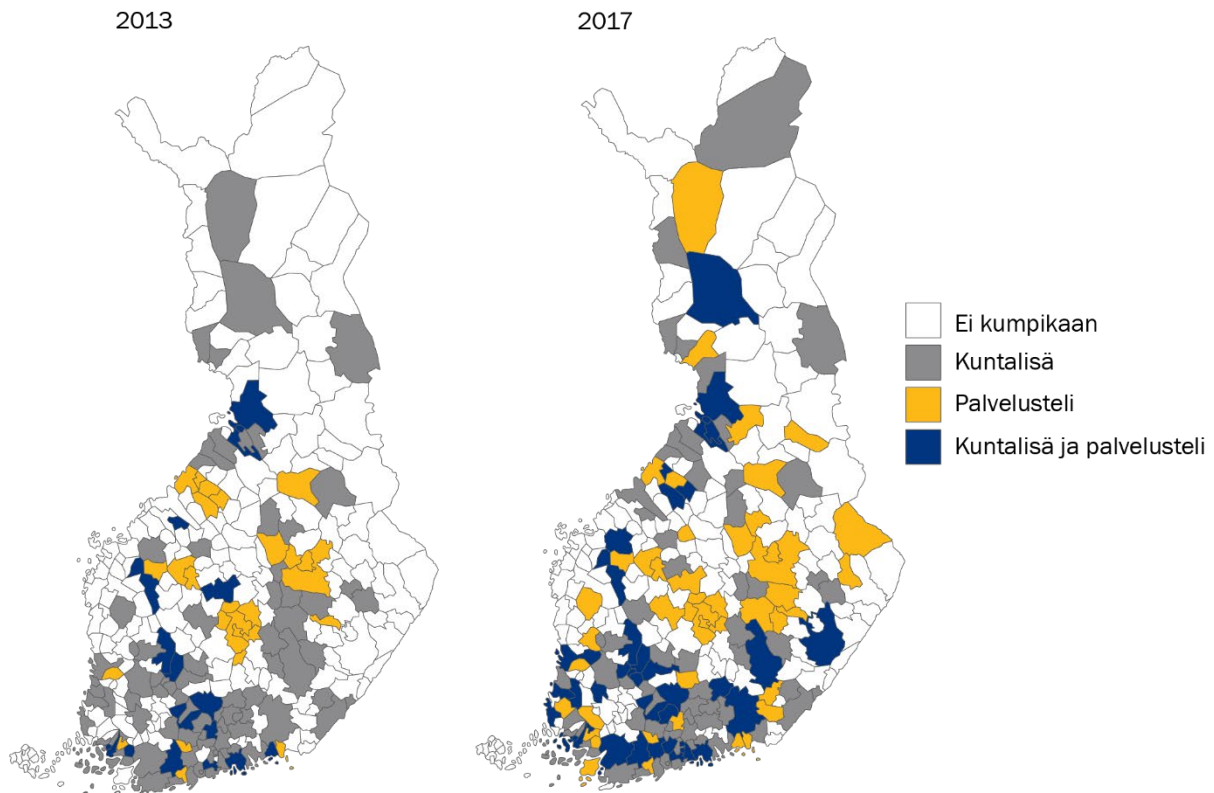 2013
2017
Ei kumpikaan
Kuntalisä
Palvelusteli
Kuntalisä ja palvelusteli